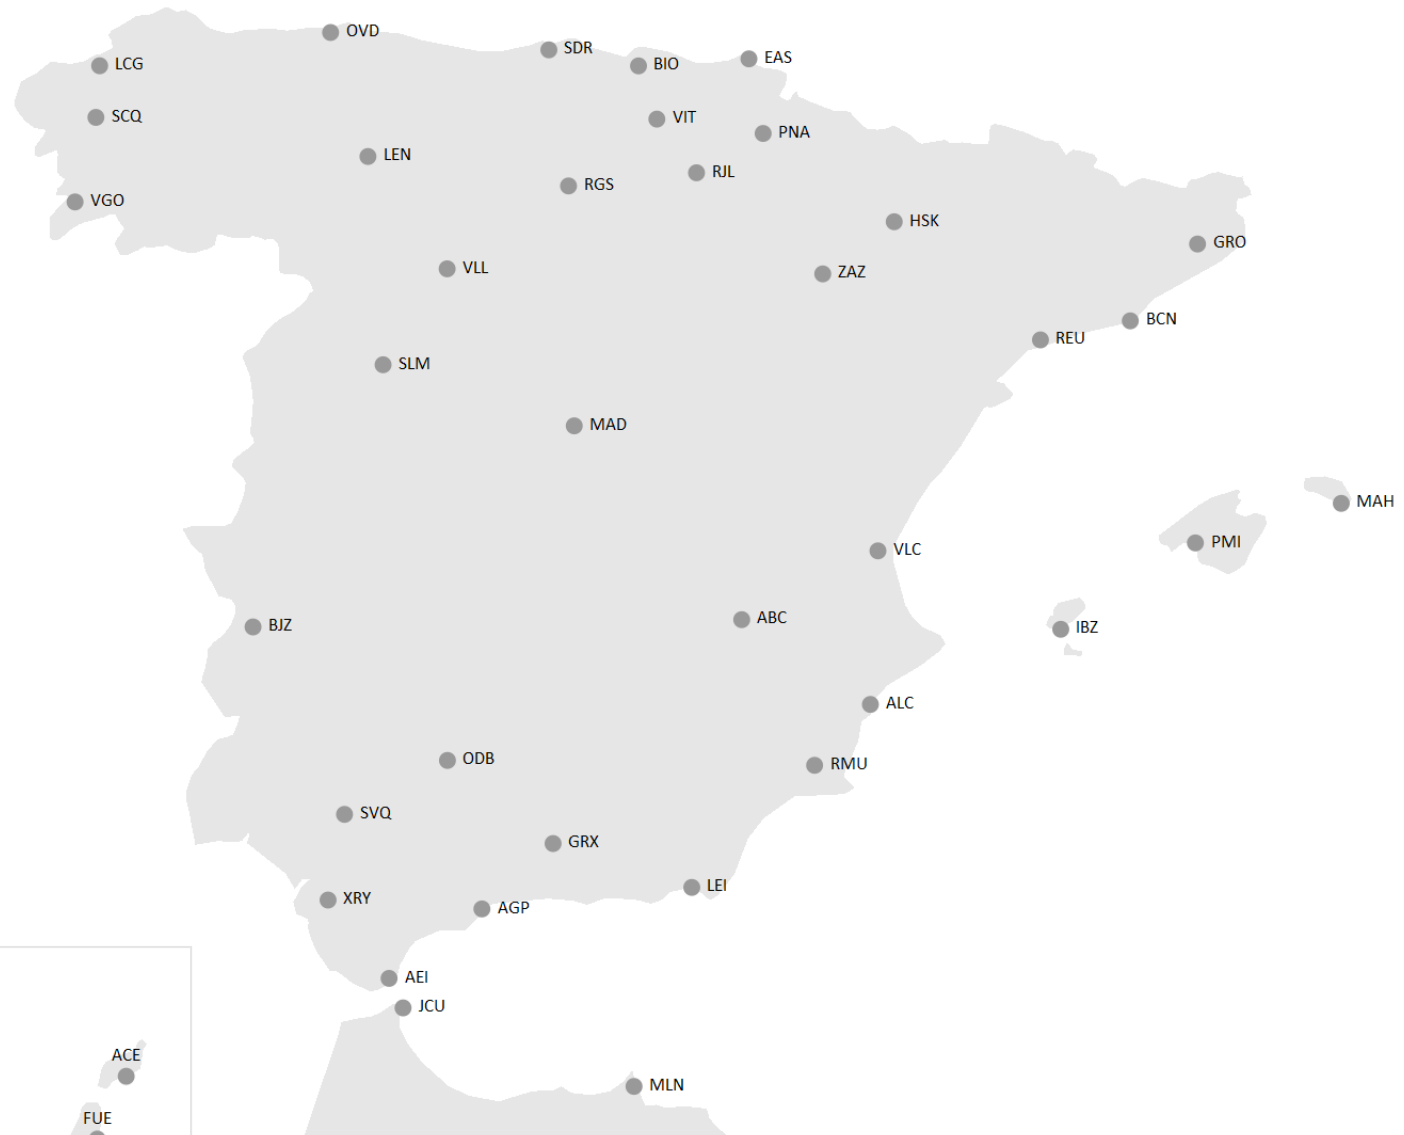 OVD
SDR
EAS
LCG
BIO
SCQ
VIT
PNA
LEN
RJL
RGS
VGO
HSK
GRO
VLL
ZAZ
BCN
REU
SLM
MAD
MAH
PMI
VLC
ABC
BJZ
IBZ
ALC
ODB
RMU
SVQ
GRX
LEI
XRY
AGP
AEI
JCU
ACE
MLN
FUE